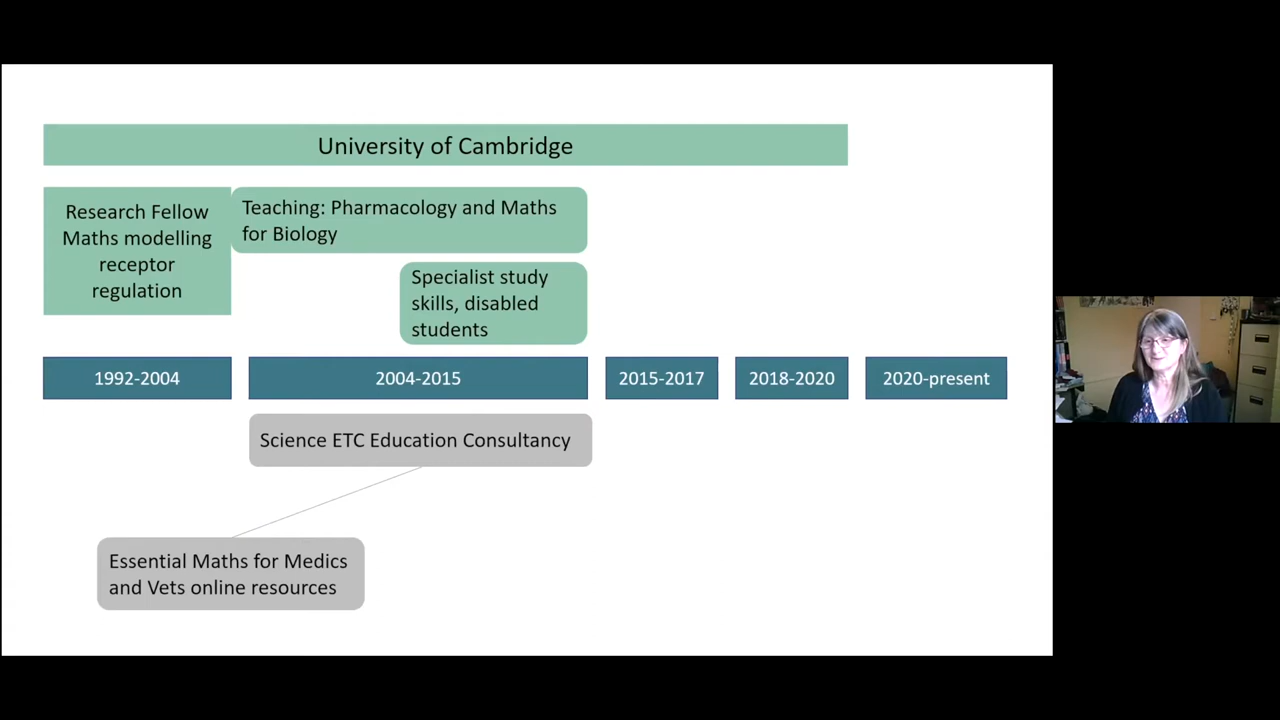 University of Cambridge
Research Fellow
Maths modelling
receptor
regulation
Teaching: Pharmacology and Maths
for Biology
Specialist study
skills, disabled
students
1992-2004
2004-2015
2015-2017
2018-2020
2020-present
Science ETC Education Consultancy
Essential Maths for Medics
and Vets online resources